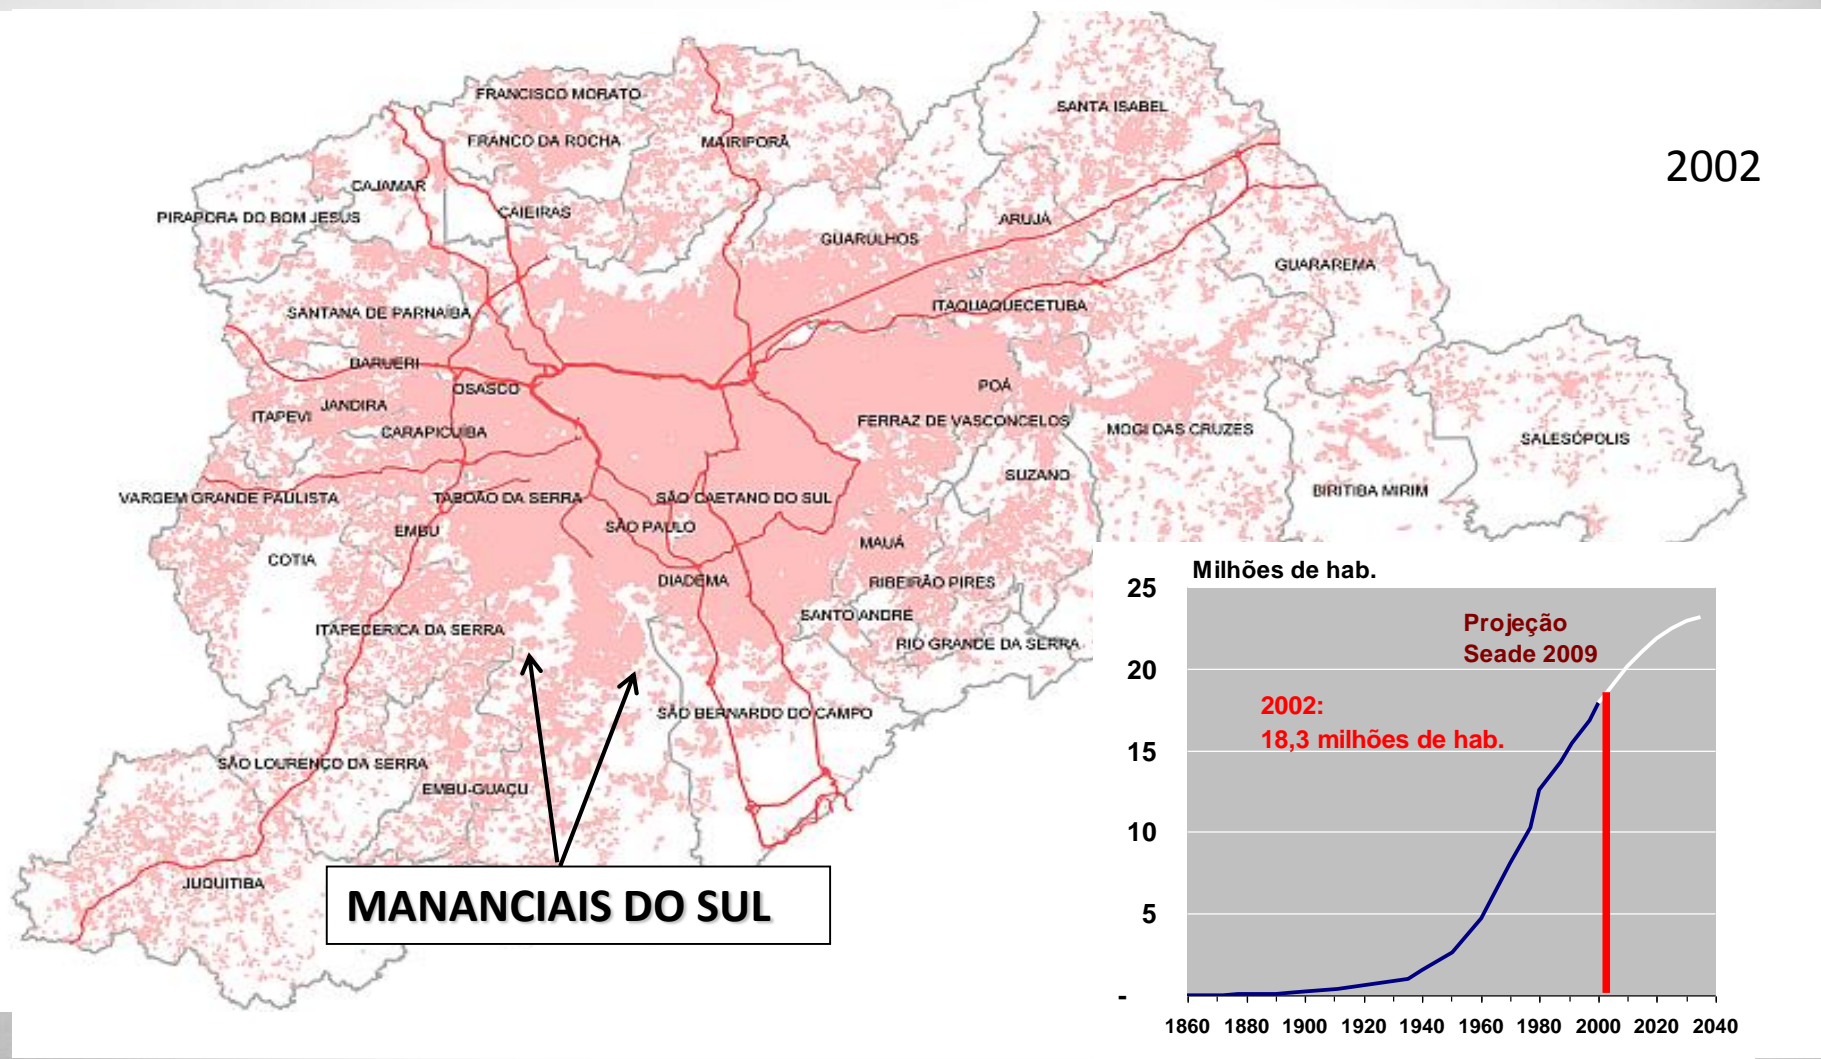 FRANCISCO MORATO
SANTA ISABEL
FRANCO DA ROCHA
MAIRIPORÃ
2002
CAJAMAR
PIRAPORA DO BOM JESUS
CAIEIRAS
ARUJÁ
GUARULHOS
GUARAREMA
SANTANA DE PARNAÍBA
ITAQUAQUECETUBA
BARUERI
OSASCO
POÁ
JANDIRA
ITAPEVI
CARAPICUÍBA
FERRAZ DE VASCONCELOS
MOGI DAS CRUZES
SALESÓPOLIS
SUZANO
BIRITIBA MIRIM
VARGEM GRANDE PAULISTA
TABOÃO DA SERRA
SÃO CAETANO DO SUL
EMBU
SÃO PAULO
MAUÁ
COTIA
DIADEMA
RIBEIRÃO PIRES
SANTO ANDRÉ
ITAPECERICA DA SERRA
RIO GRANDE DA SERRA
SÃO BERNARDO DO CAMPO
SÃO LOURENÇO DA SERRA
EMBU-GUAÇU
JUQUITIBA
MANANCIAIS DO SUL
Milhões de hab.
25
20
15
10
5
-
Projeção
Seade 2009
2002:
18,3 milhões de hab.
1860 1880 1900 1920 1940 1960 1980 2000 2020 2040